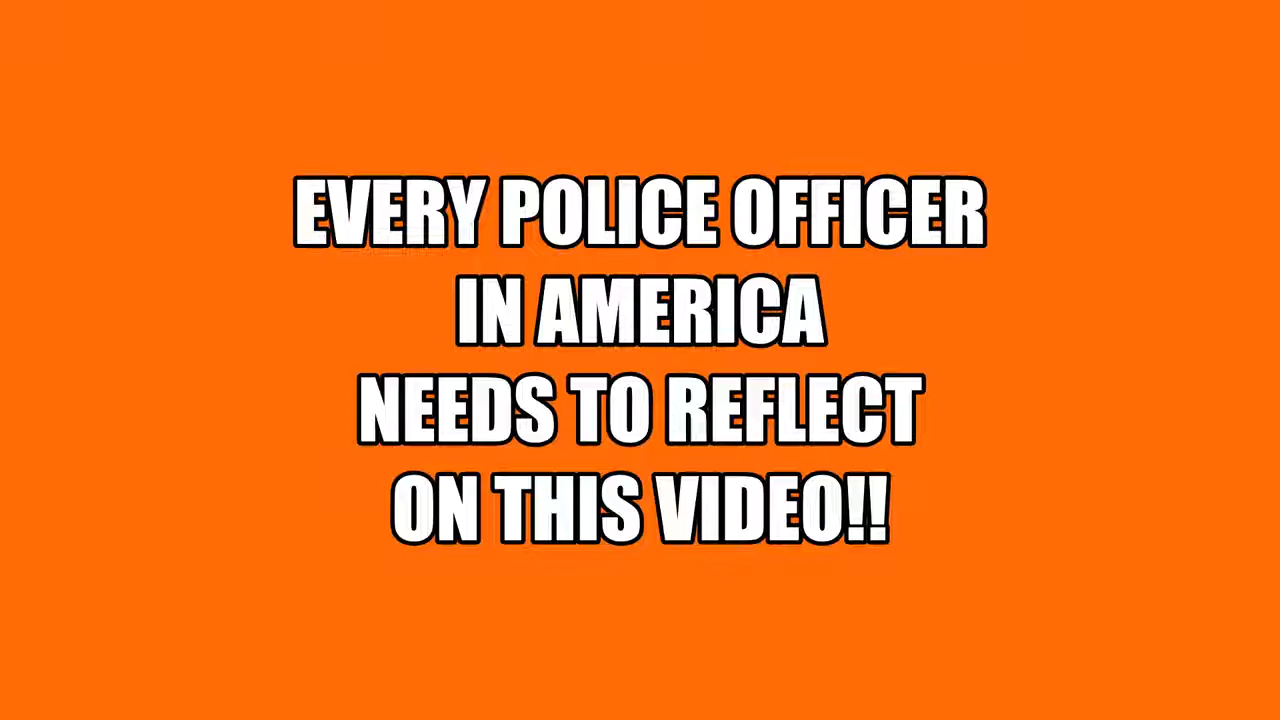 EVERY POLICE OFFICER
IN AMERICA
NEEDS TO REFLECT
ON THIS VIDEO!!